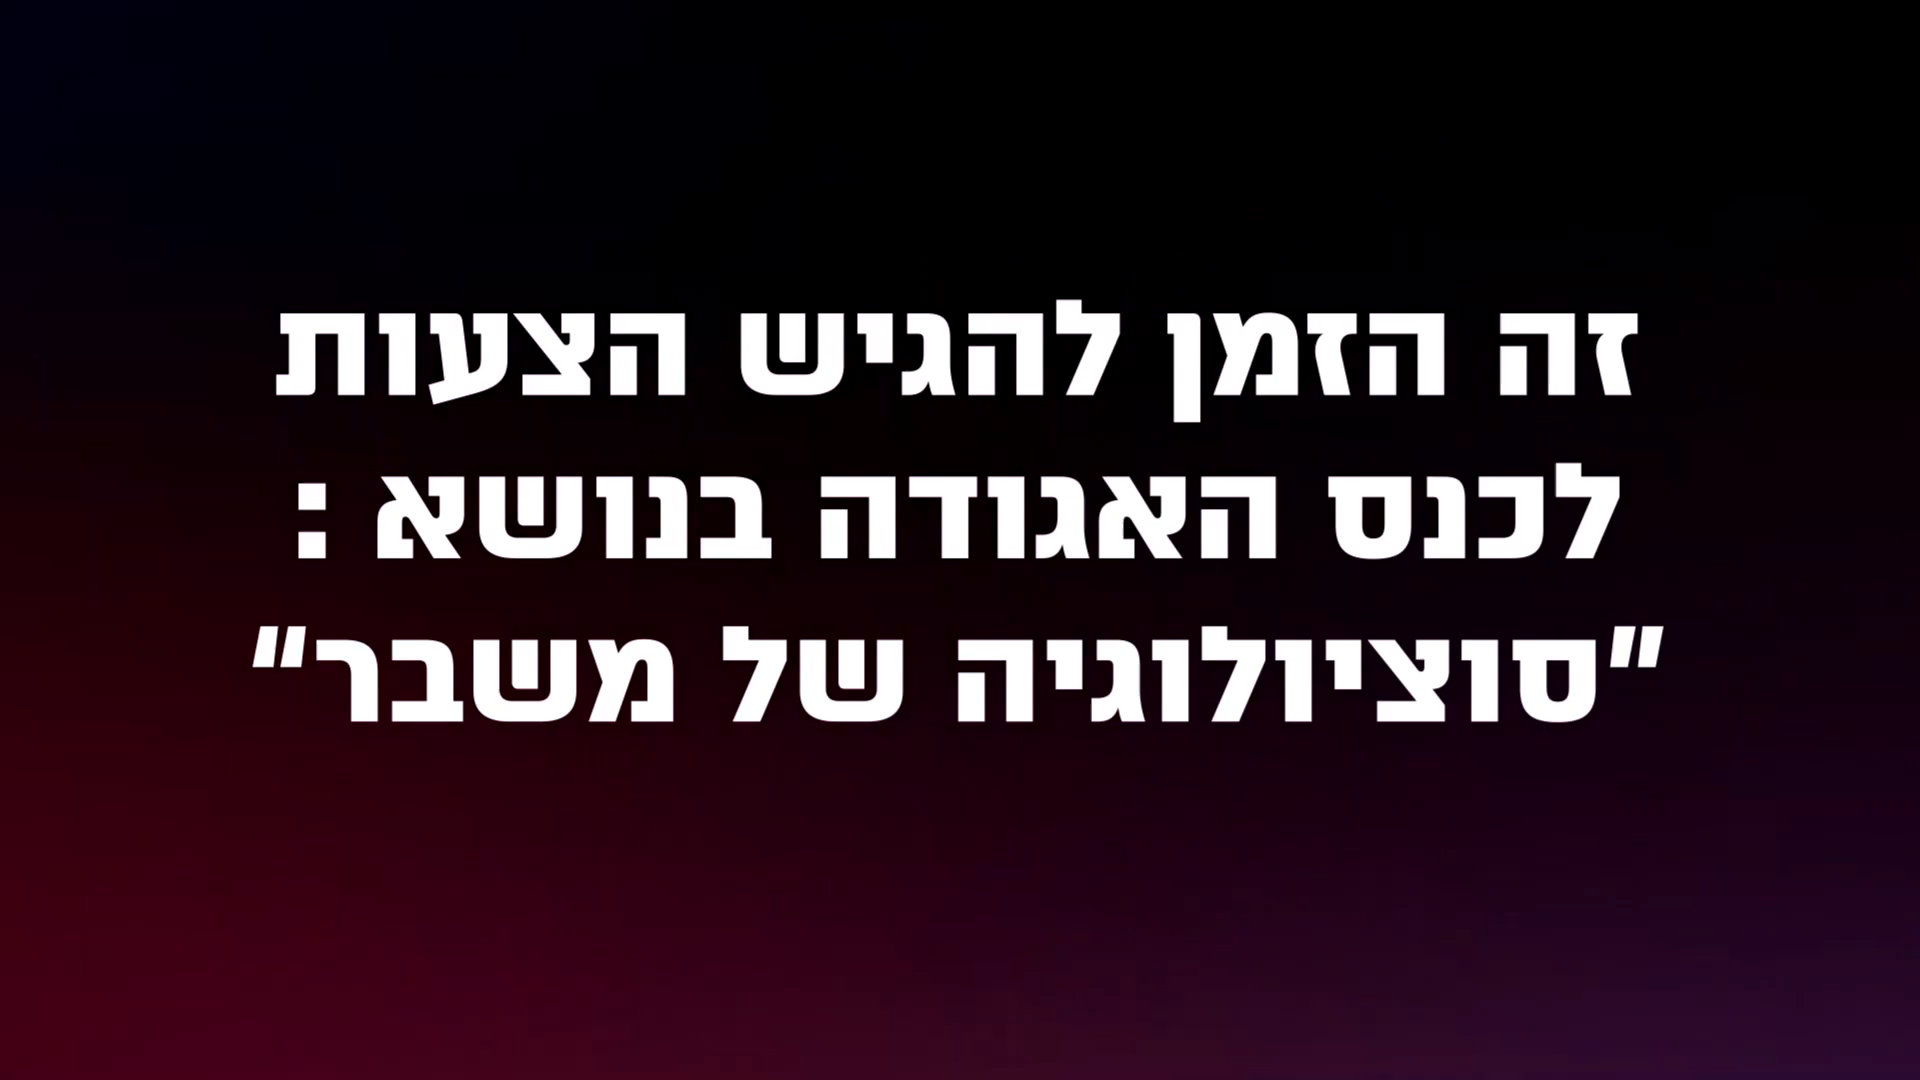 זה הזמן להגיש הצעות
לכנס האגודה בנושא :
"סוציולוגיה של משבר"